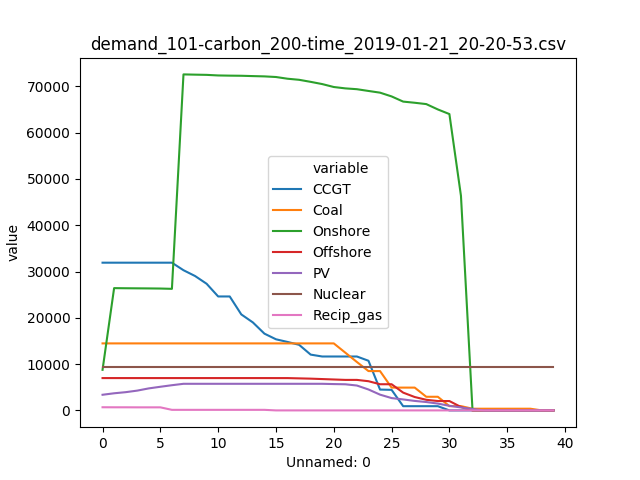 demand_101-carbon_200-time_2019-01-21_20-20-53.csv
value
70000
60000
50000
40000
30000
20000
10000
0
variable
CCGT
Coal
Onshore
Offshore
PV
Nuclear
Recip_gas
0 5 10 15 20 25 30 35 40
Unnamed: 0